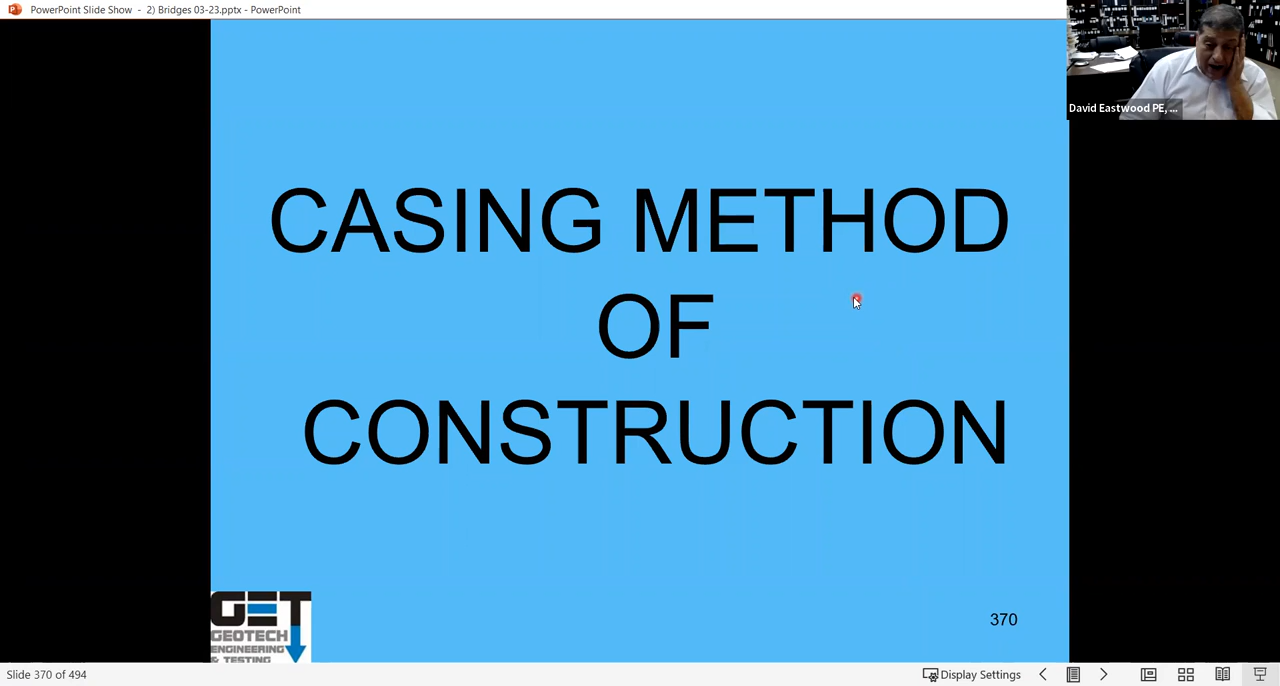 PowerPoint Slide Show - 2) Bridges 03-23.pptx - PowerPoint
David Eastwood PE, ...
CASING METHOD
OF
CONSTRUCTION
GET
GEOTECH
ENGINEERING
& TESTING
370
Slide 370 of 494
Display Settings